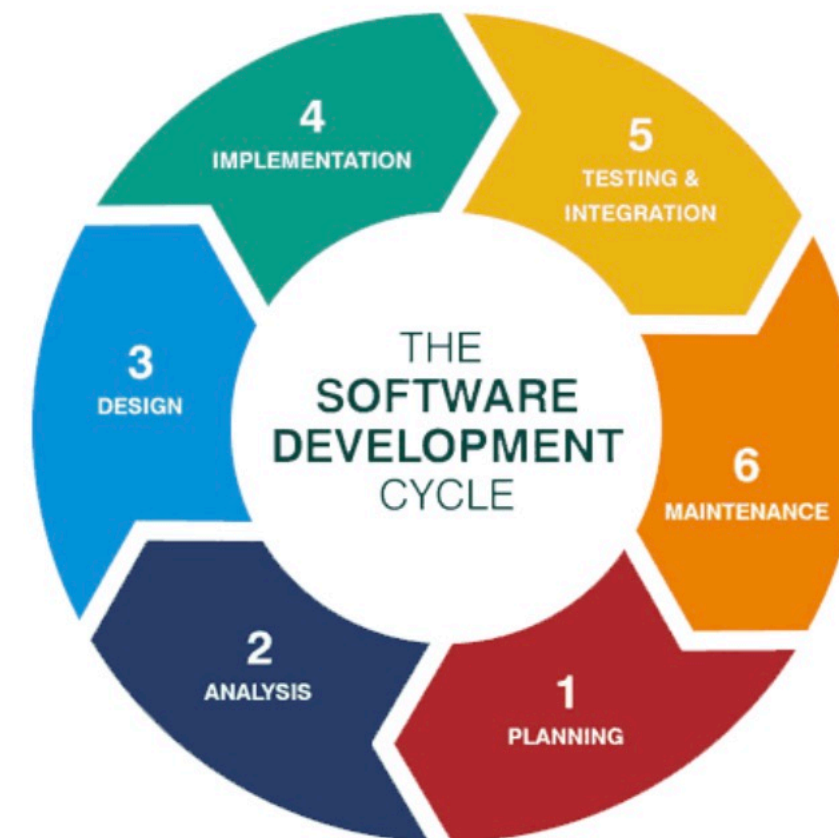 THE
SOFTWARE
DEVELOPMENT
CYCLE
1
PLANNING
2
ANALYSIS
3
DESIGN
4
IMPLEMENTATION
5
TESTING &
INTEGRATION
6
MAINTENANCE